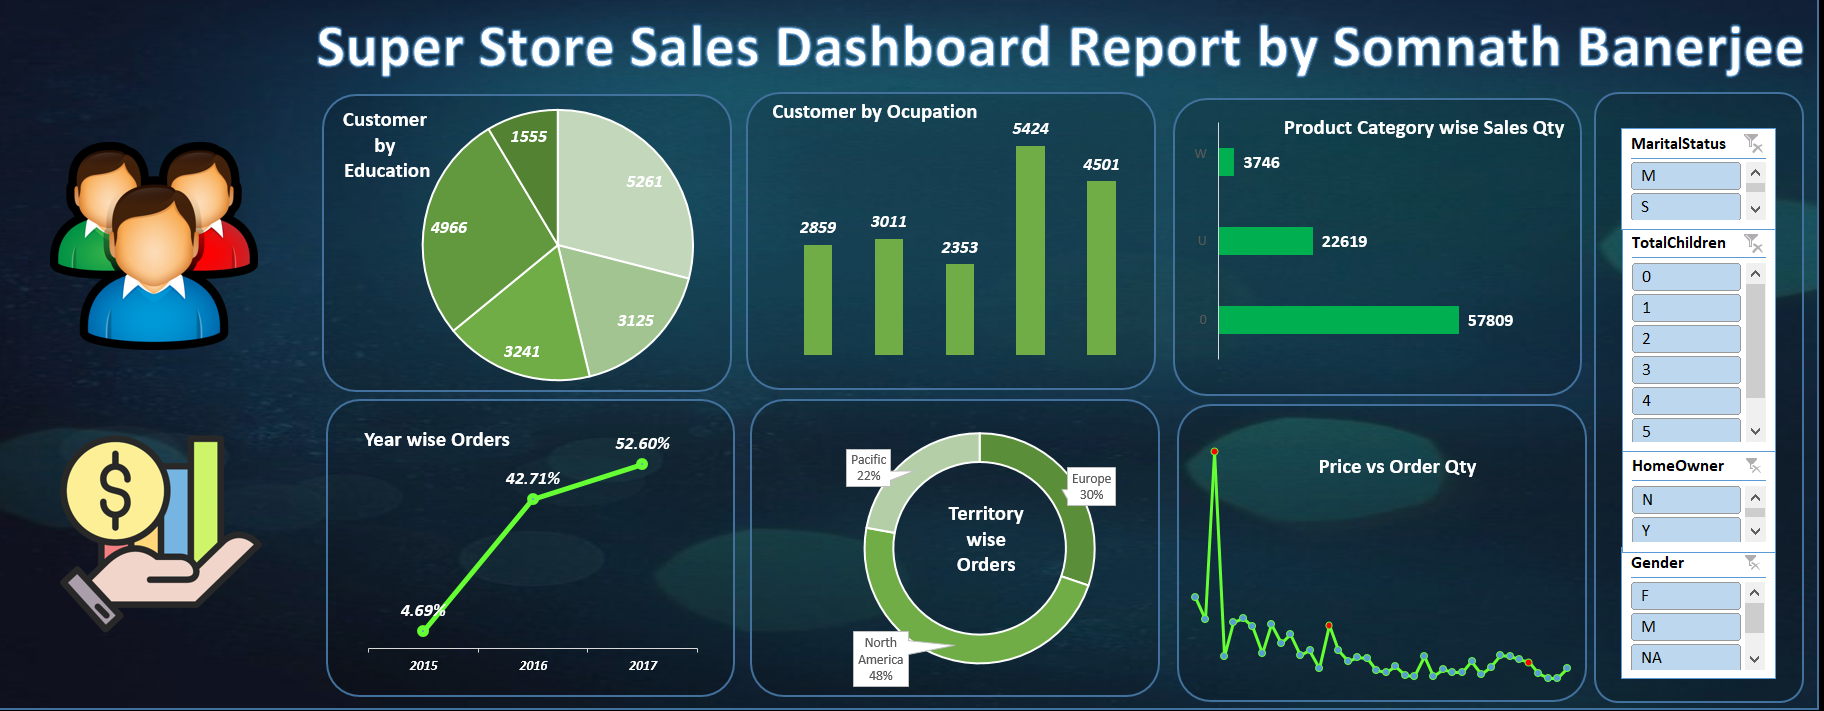 Super Store Sales Dashboard Report by Somnath Banerjee
Customer
by
Education
1555
5261
4966
3125
3241
Customer by Ocupation
2859
3011
2353
5424
4501
Product Category wise Sales Qty
W
3746
U
22619
0
57809
MaritalStatus
M
S
TotalChildren
0
1
2
3
4
5
HomeOwner
N
Y
Gender
F
M
NA
Year wise Orders
4.69%
42.71%
52.60%
2015
2016
2017
Pacific
22%
Europe
30%
Territory
wise
Orders
North
America
48%
Price vs Order Qty
$